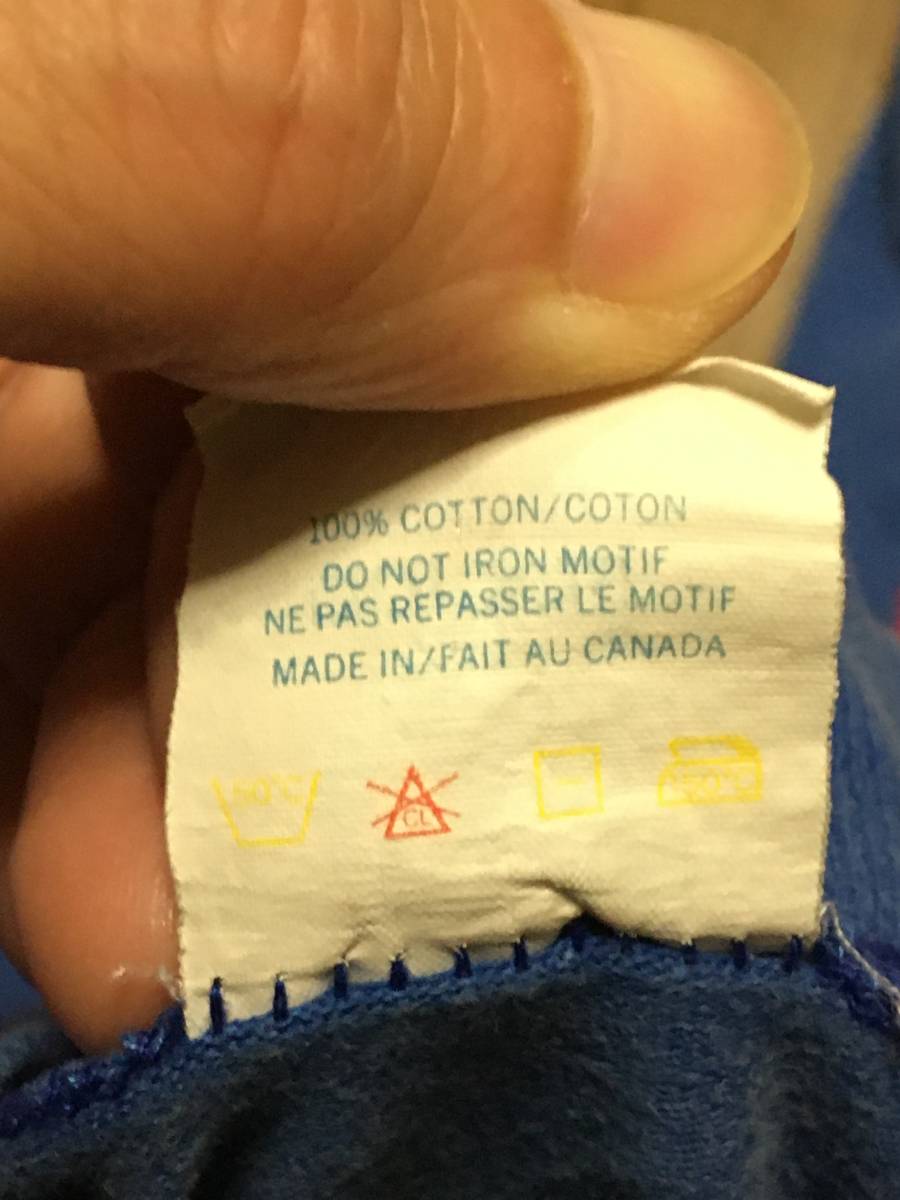 100% COTTON/COTON
DO NOT IRON MOTIF
NE PAS REPASSER LE MOTIF
MADE IN/FAIT AU CANADA
CL